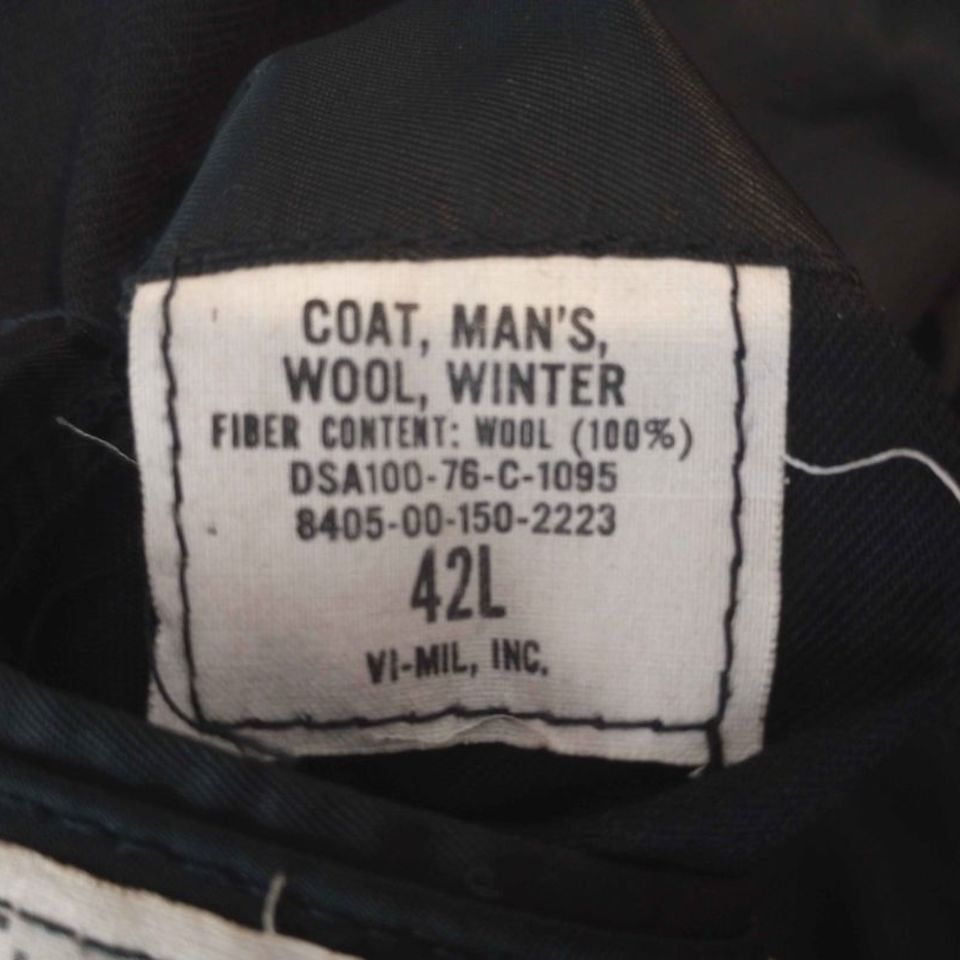 COAT, MAN'S,
WOOL, WINTER
FIBER CONTENT: WOOL (100%)
DSA100-76-C-1095
8405-00-150-2223
42L
VI-MIL, INC.